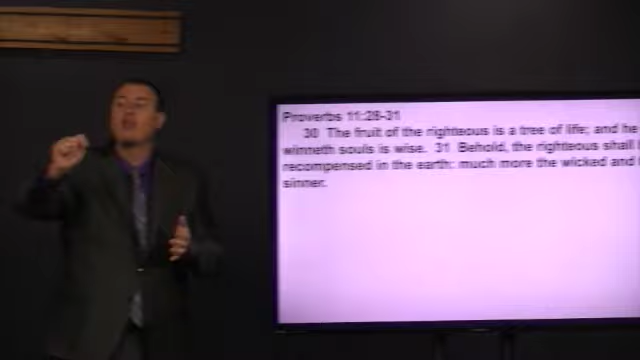 Proverbs 11:28-31
30 The fruit of the righteous is a tree of life; and he
winneth souls is wise. 31 Behold, the righteous shall
recompensed in the earth: much more the wicked and
sinner.